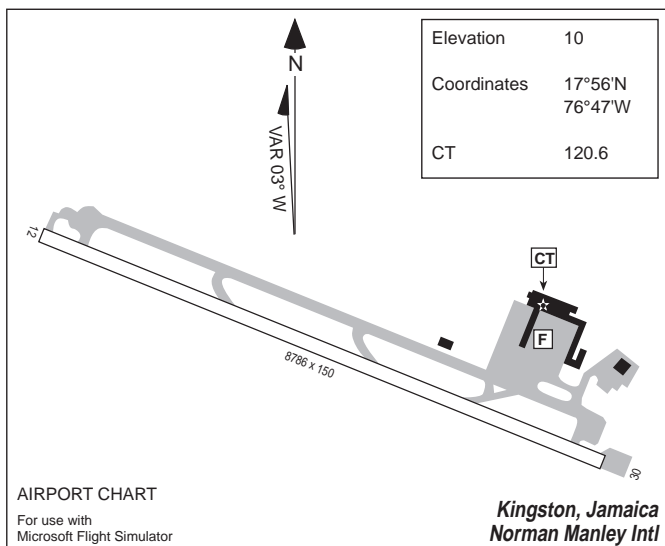 Elevation 10
Coordinates 17°56'N
76°47'W
CT 120.6
N
VAR 03° W
12
CT
F
8786 x 150
30
AIRPORT CHART
For use with
Microsoft Flight Simulator
Kingston, Jamaica
Norman Manley Intl